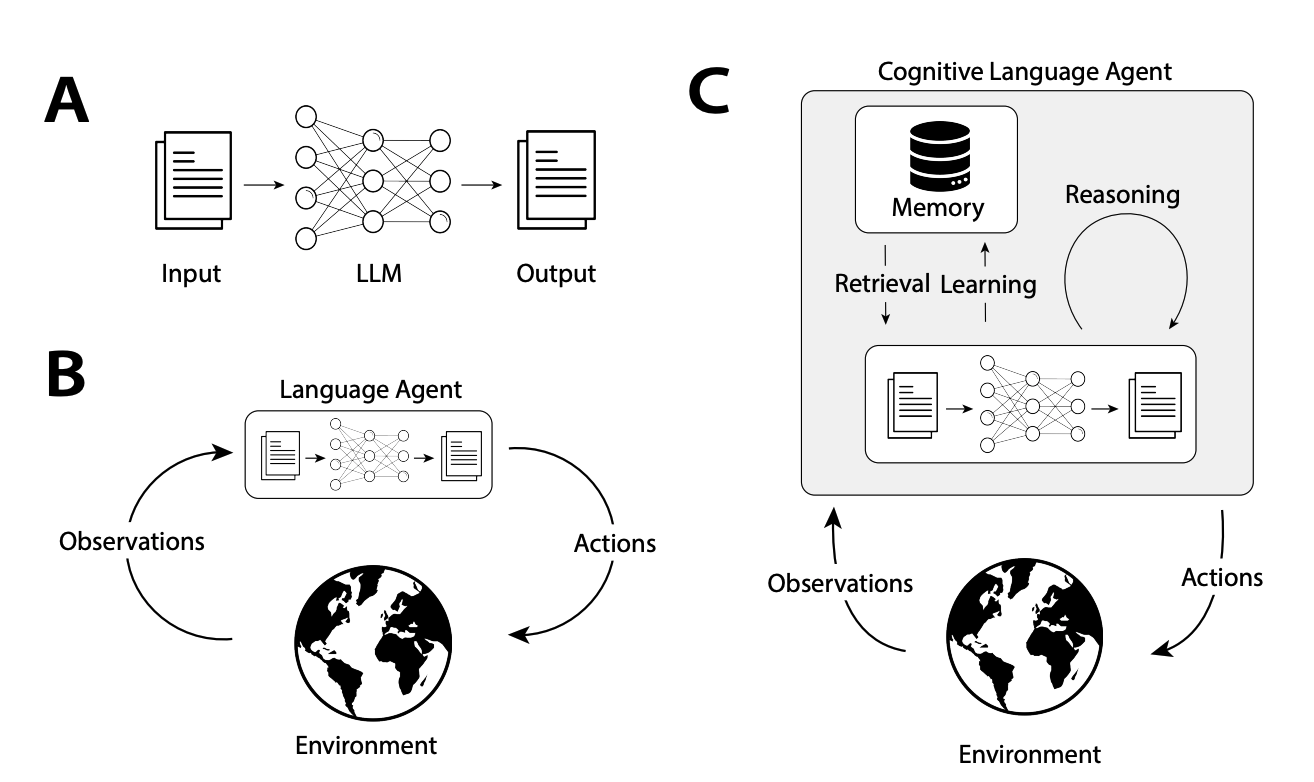 A
Input
LLM
Output
B
Language Agent
Observations
Actions
Environment
C
Cognitive Language Agent
Memory
Reasoning
Retrieval
Learning
Observations
Actions
Environment